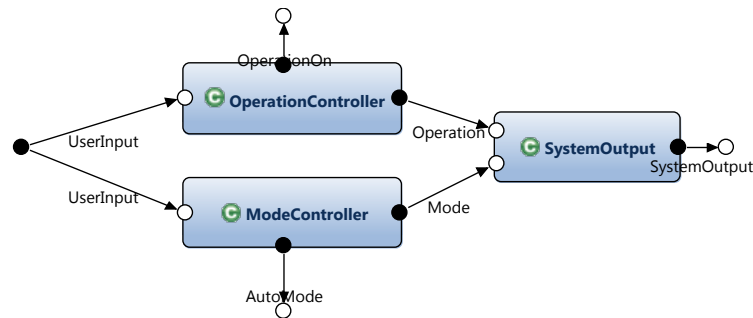 OperationOn
C OperationController
UserInput
Operation
C SystemOutput
SystemOutput
UserInput
C ModeController
Mode
AutoMode